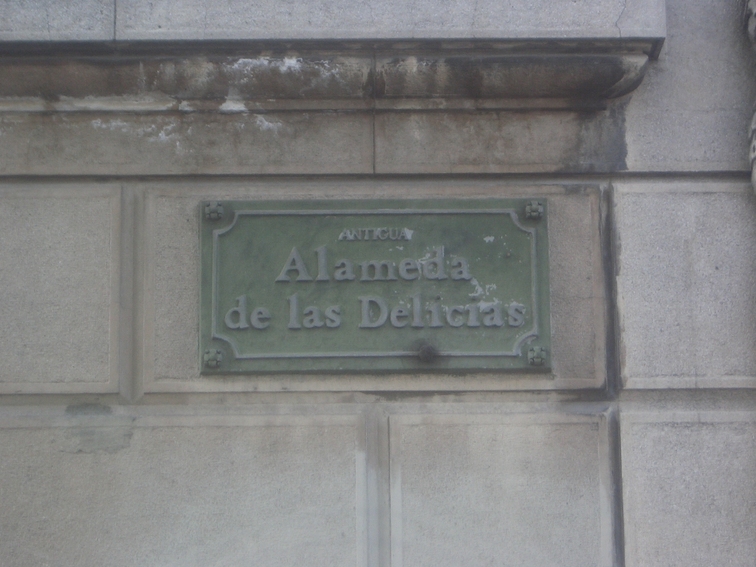 ANTIGUA
Alameda
de las Delicias